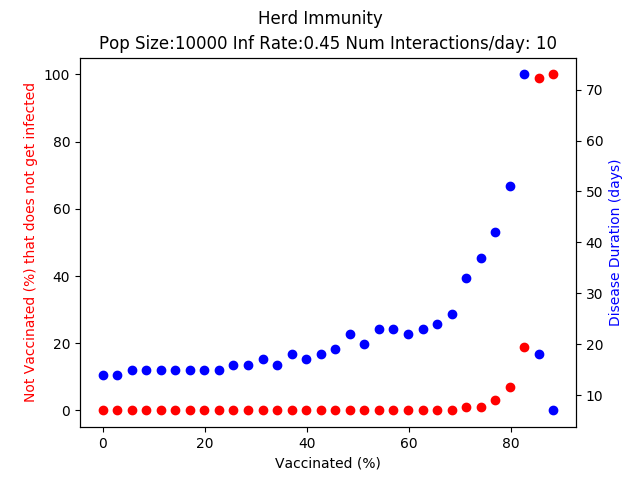 Herd Immunity
Pop Size:10000 Inf Rate:0.45 Num Interactions/day: 10
Not Vaccinated (%) that does not get infected
100
80
60
40
20
0
70
60
50
40
30
20
10
Disease Duration (days)
0 20 40 60 80
Vaccinated (%)